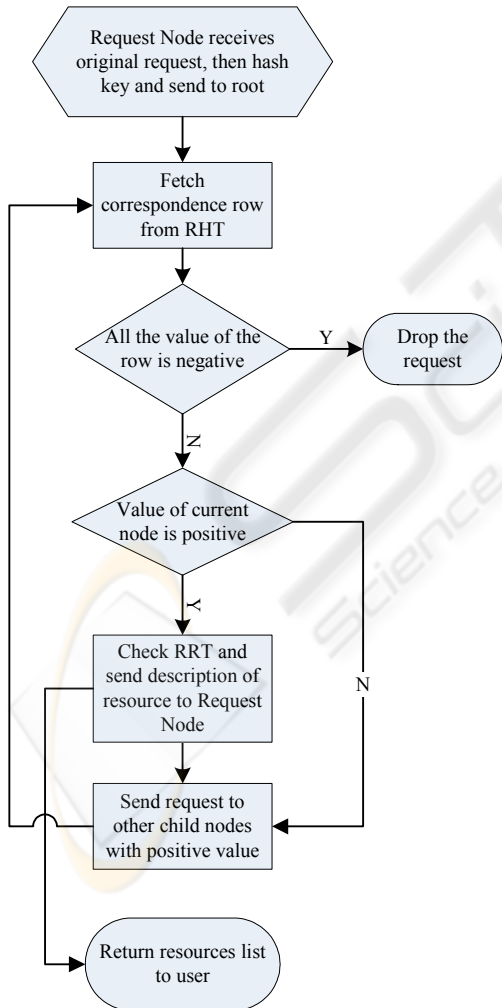 Request Node receives
original request, then hash
key and send to root
Fetch
correspondence row
from RHT
All the value of the
row is negative
Y
Drop the
request
N
Value of current
node is positive
Y
N
Check RRT and
send description of
resource to Request
Node
Send request to
other child nodes
with positive value
Return resources list
to user
Science